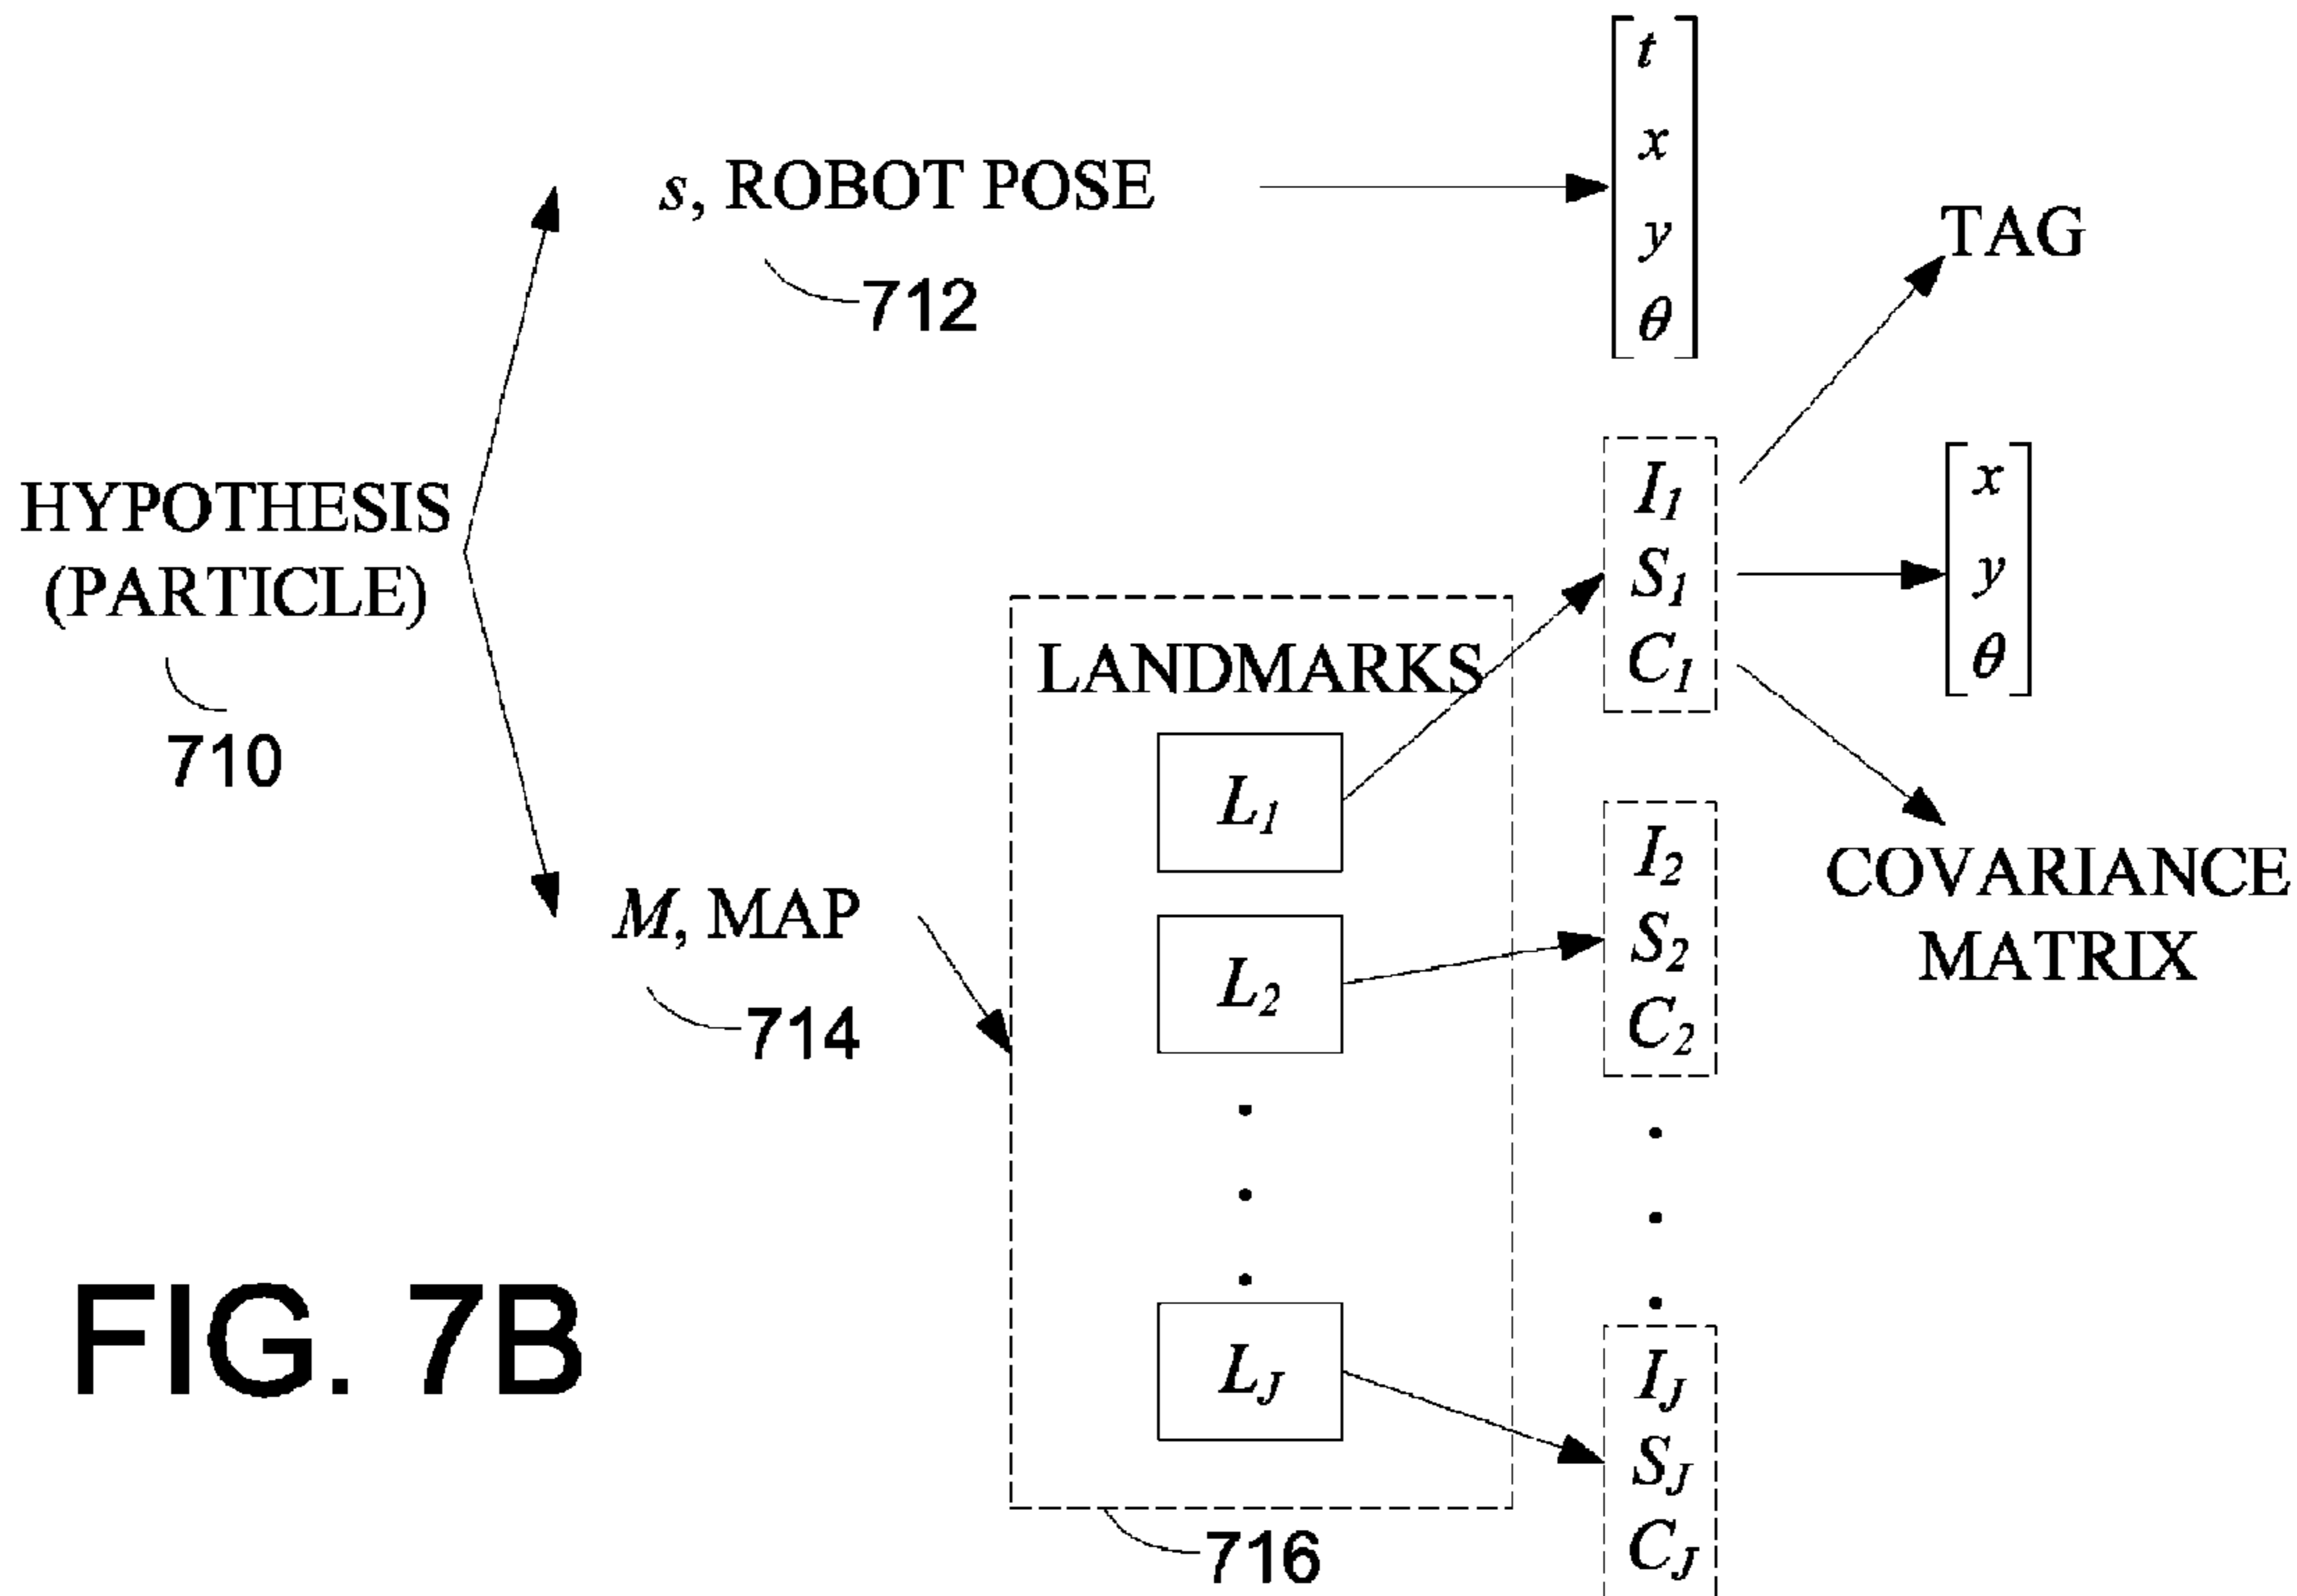 t
x
y
θ
s, ROBOT POSE
712
TAG
HYPOTHESIS
(PARTICLE)
710
I1
S1
C1
x
y
θ
LANDMARKS
L1
L2
.
.
.
LJ
M, MAP
714
I2
S2
C2
COVARIANCE
MATRIX
.
.
.
IJ
SJ
CJ
716
FIG. 7B